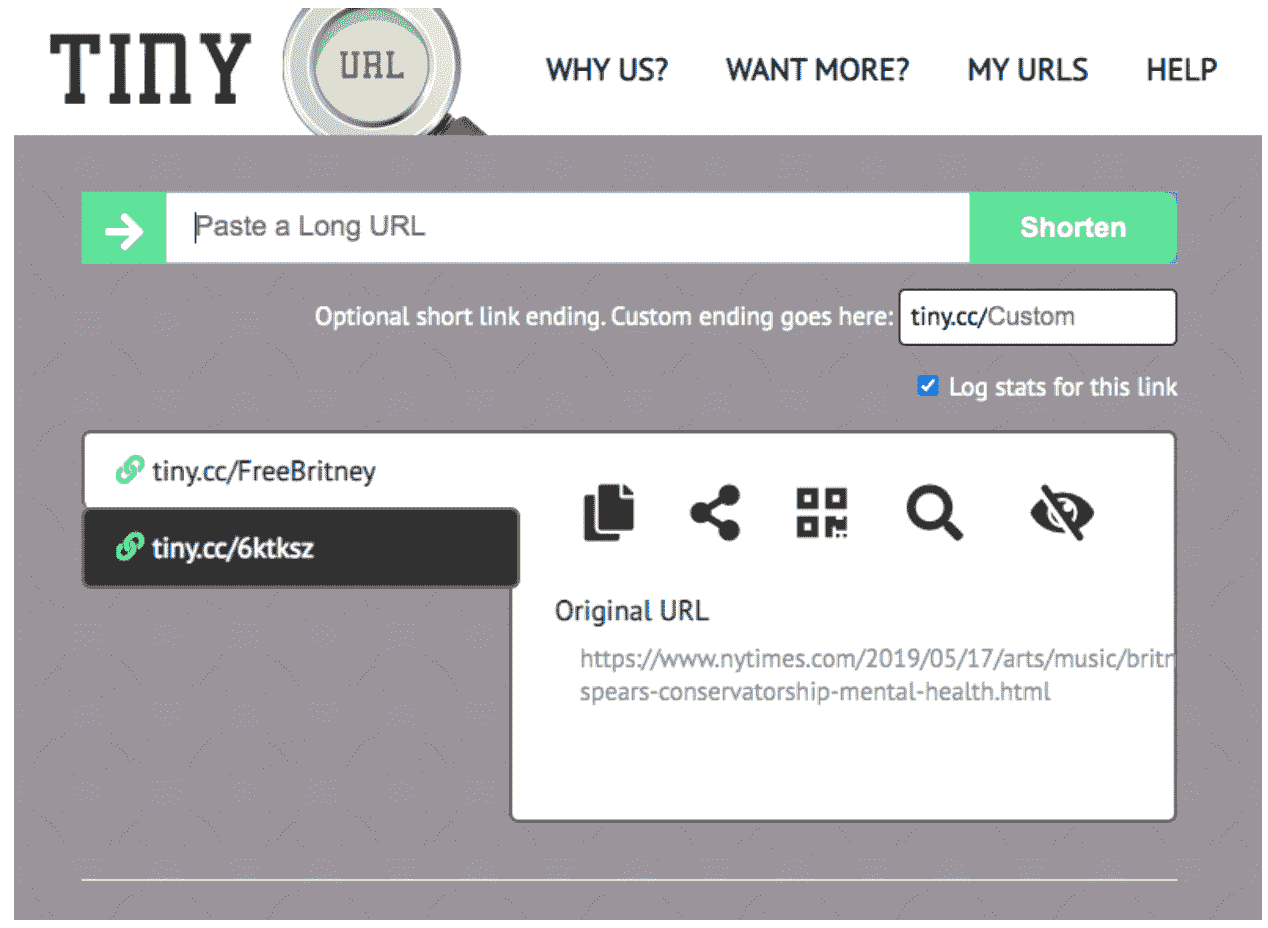 TINY URL
WHY US? WANT MORE? MY URLS HELP
Paste a Long URL
Shorten
Optional short link ending. Custom ending goes here: tiny.cc/Custom
Log stats for this link
tiny.cc/FreeBritney
tiny.cc/6ktksz
Original URL
https://www.nytimes.com/2019/05/17/arts/music/britn
spears-conservatorship-mental-health.html